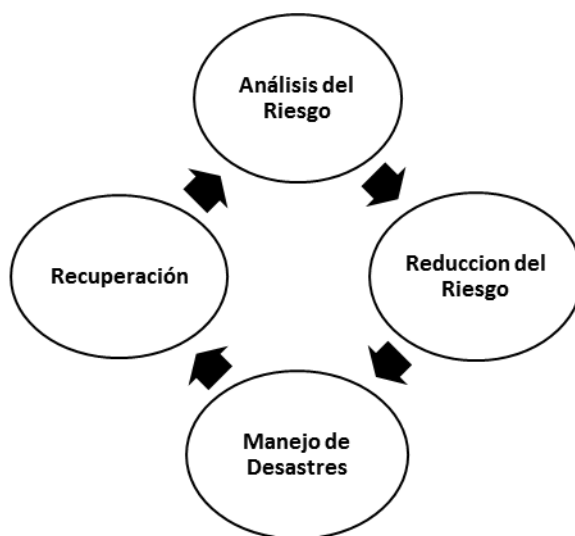 Análisis del
Riesgo
Reduccion del
Riesgo
Manejo de
Desastres
Recuperación